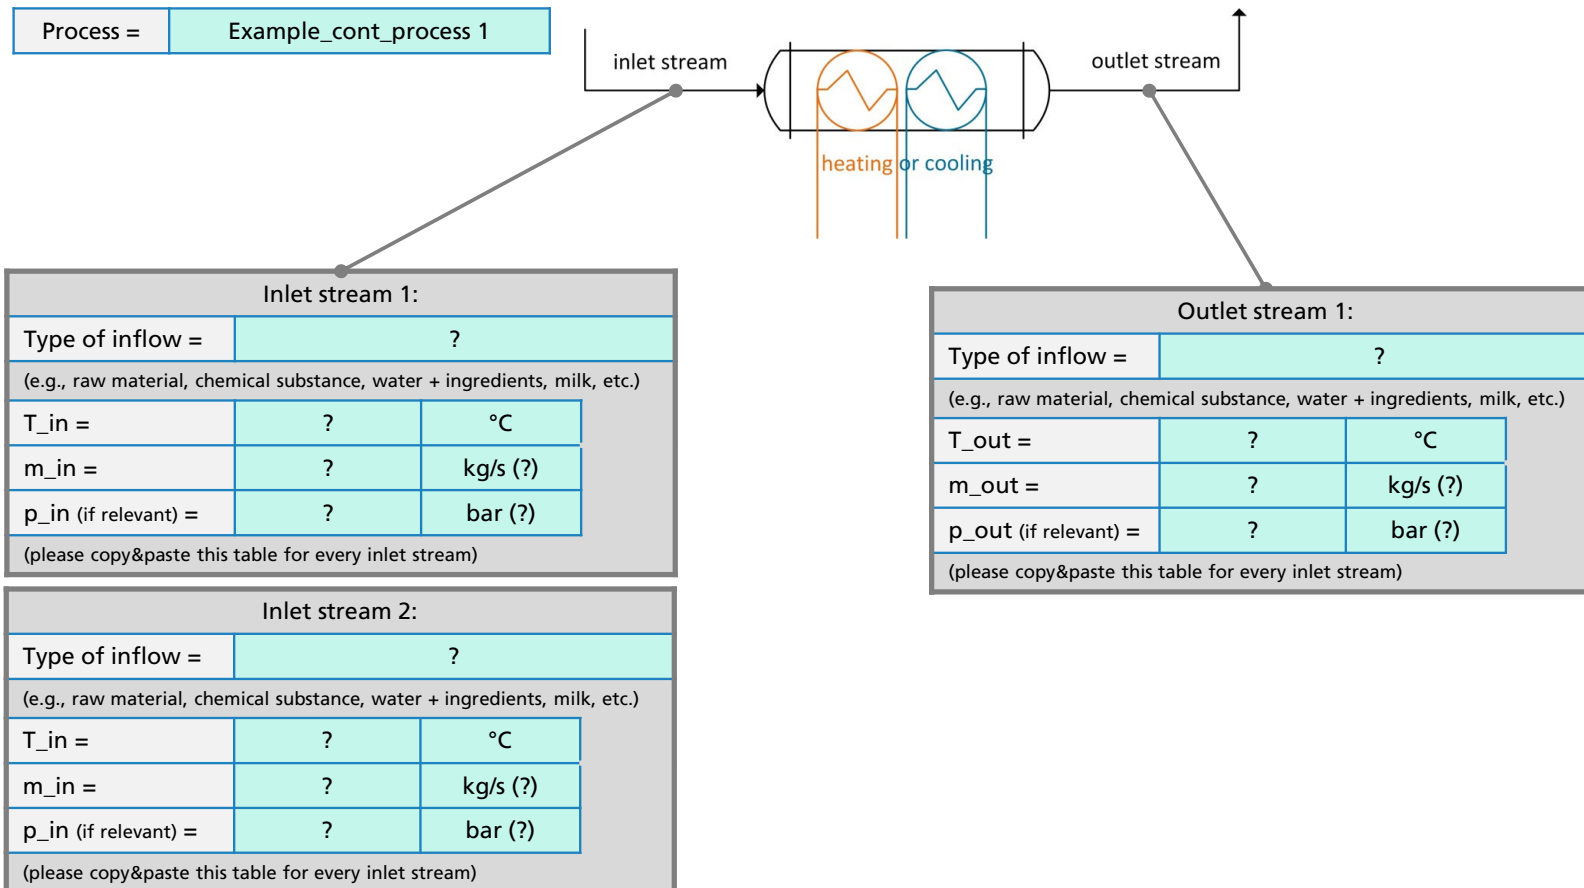 Process = Example_cont_process 1
inlet stream
outlet stream
heating or cooling
Inlet stream 1:
Type of inflow = ?
(e.g., raw material, chemical substance, water + ingredients, milk, etc.)
T_in = ? °C
m_in = ? kg/s (?)
p_in (if relevant) = ? bar (?)
(please copy&paste this table for every inlet stream)
Inlet stream 2:
Type of inflow = ?
(e.g., raw material, chemical substance, water + ingredients, milk, etc.)
T_in = ? °C
m_in = ? kg/s (?)
p_in (if relevant) = ? bar (?)
(please copy&paste this table for every inlet stream)
Outlet stream 1:
Type of inflow = ?
(e.g., raw material, chemical substance, water + ingredients, milk, etc.)
T_out = ? °C
m_out = ? kg/s (?)
p_out (if relevant) = ? bar (?)
(please copy&paste this table for every inlet stream)